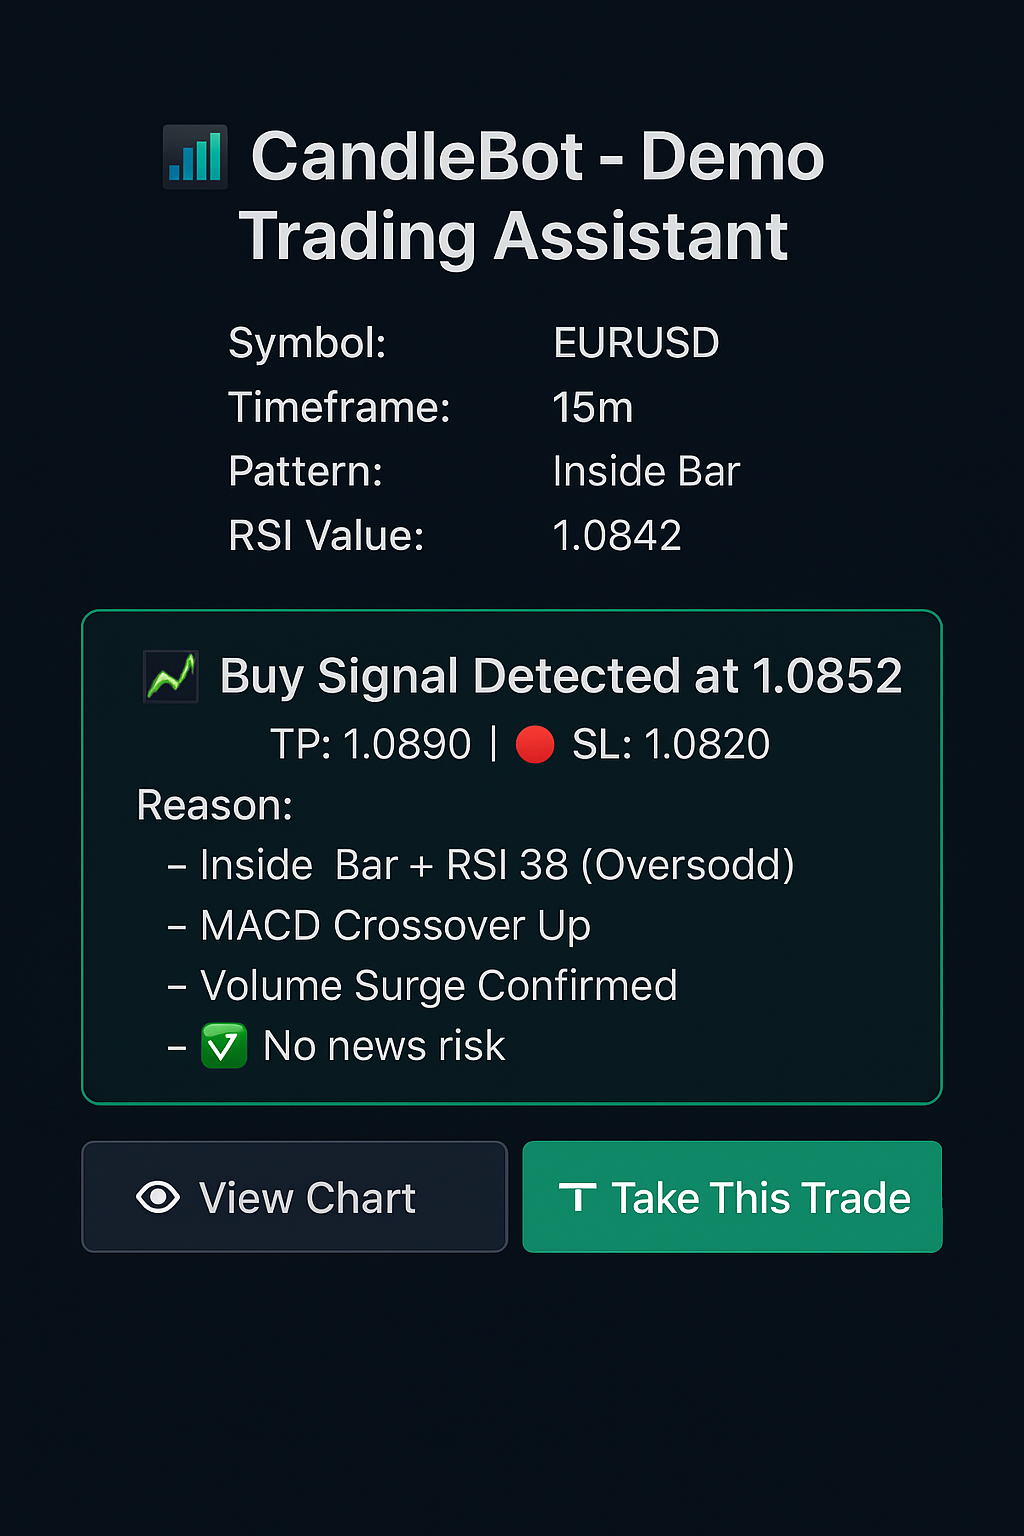 CandleBot - Demo
Trading Assistant
Symbol: EURUSD
Timeframe: 15m
Pattern: Inside Bar
RSI Value: 1.0842
Buy Signal Detected at 1.0852
TP: 1.0890 | SL: 1.0820
Reason:
– Inside Bar + RSI 38 (Oversodd)
– MACD Crossover Up
– Volume Surge Confirmed
– ✅ No news risk
View Chart
Take This Trade